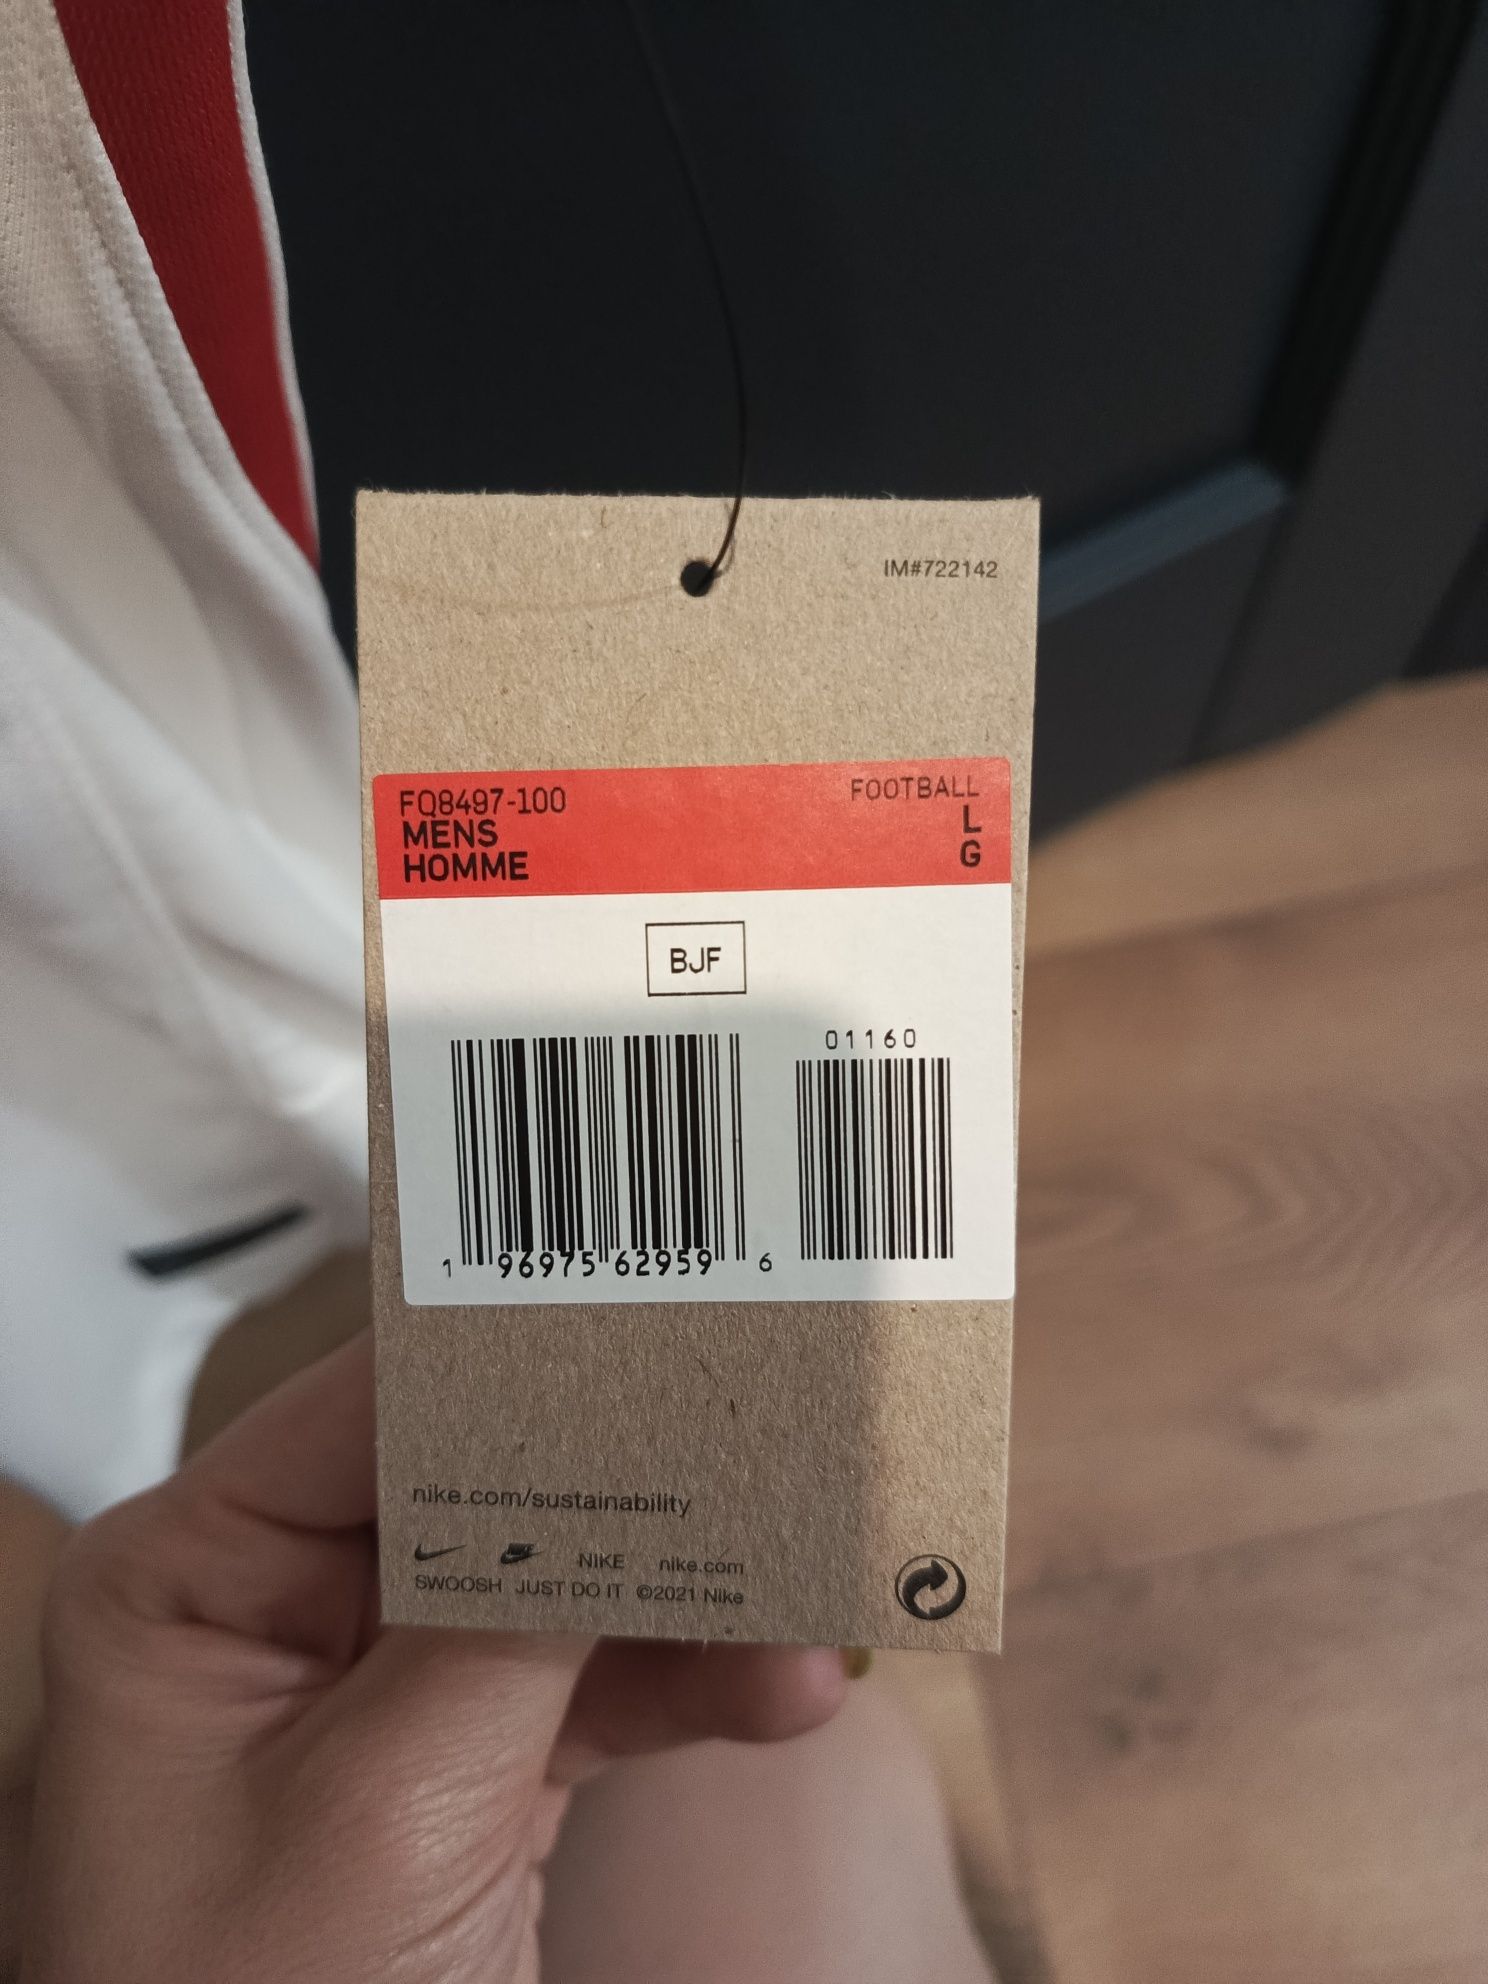 IM#722142
FQ8497-100
MENS
HOMME
FOOTBALL
L
G
BJF
01160
1 96975 62959 6
nike.com/sustainability
NIKE nike.com
SWOOSH JUST DO IT ©2021 Nike